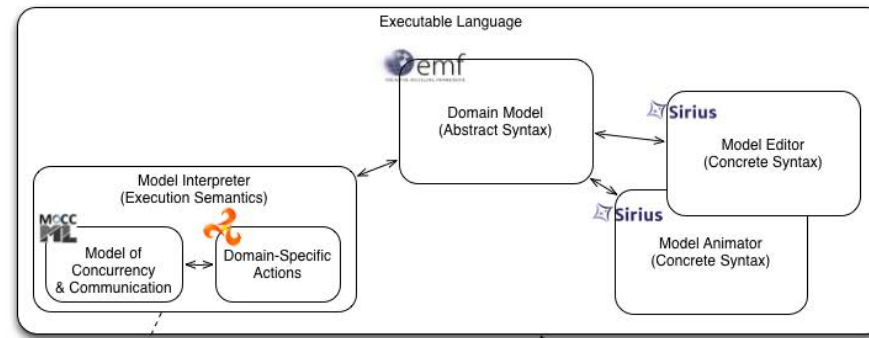 Executable Language
emf
Domain Model
(Abstract Syntax)
Sirius
Model Editor
(Concrete Syntax)
Model Interpreter
(Execution Semantics)
Sirius
Model Animator
(Concrete Syntax)
MoCC
ML
Model of
Concurrency
& Communication
Domain-Specific
Actions